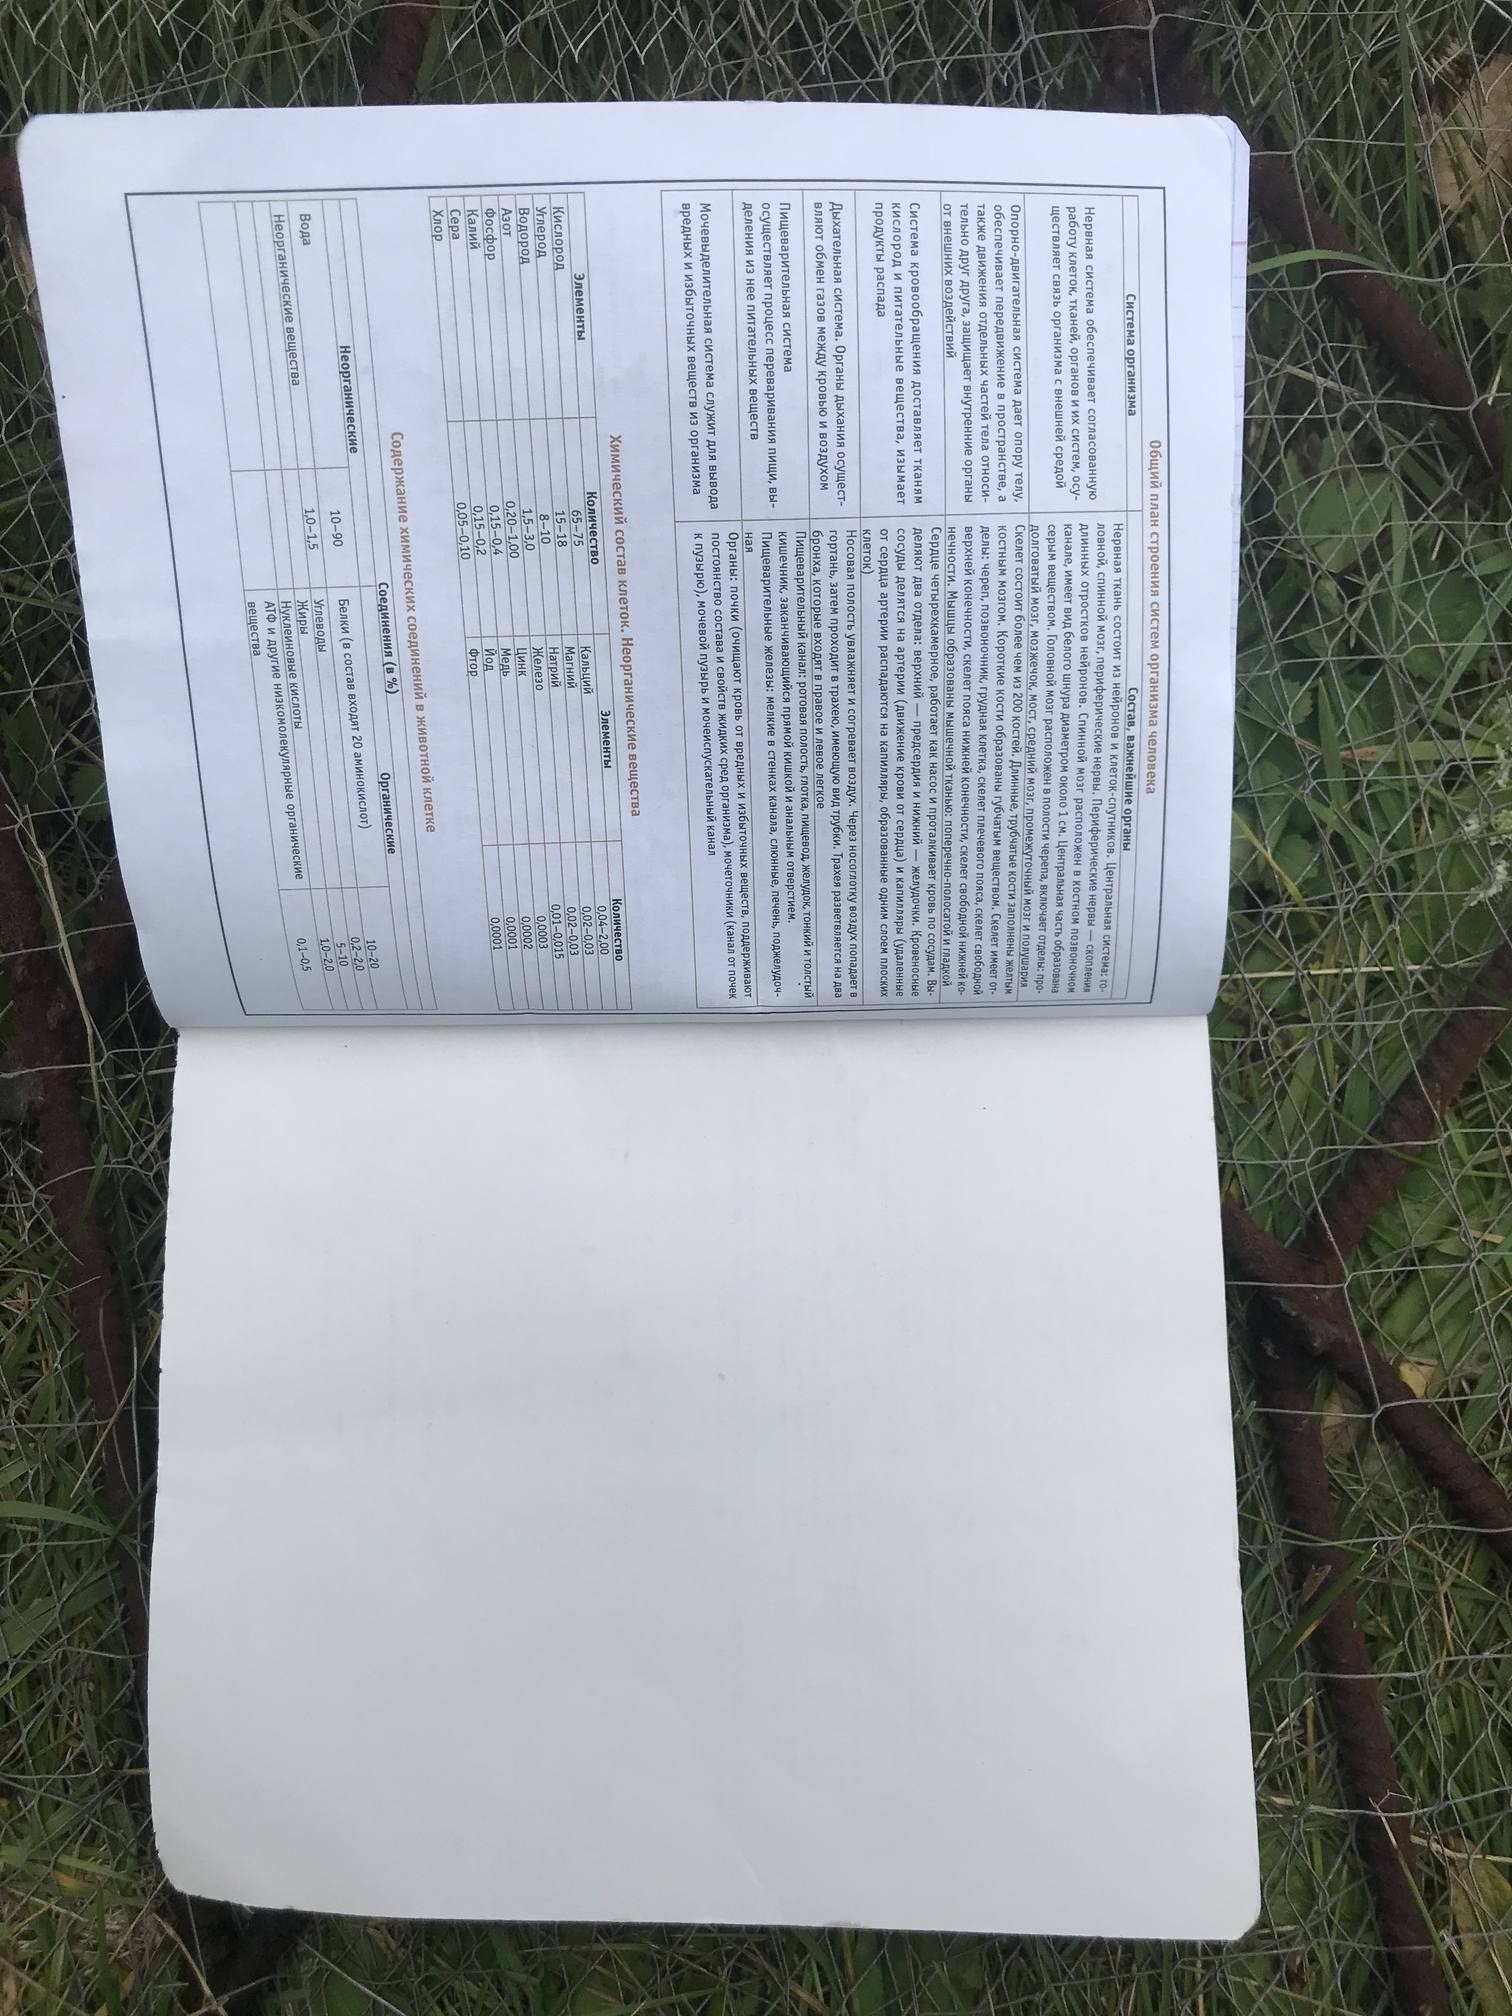 Общий план строения систем организма человека
Система организма
Состав, важнейшие органы
Нервная система обеспечивает согласованную
работу клеток, тканей, органов и их систем, осу-
ществляет связь организма с внешней средой
Нервная ткань состоит из нейронов и клеток-спутников. Центральная система: го-
ловной, спинной мозг, периферические нервы. Периферические нервы — скопления
длинных отростков нейронов. Спинной мозг расположен в костном позвоночном
канале, имеет вид белого шнура диаметром около 1 см. Центральная часть образована
серым веществом. Головной мозг расположен в полости черепа, включает отделы: про-
долговатый мозг, мозжечок, мост, средний мозг, промежуточный мозг и полушария
Опорно-двигательная система дает опору телу,
обеспечивает передвижение в пространстве, а
также движения отдельных частей тела относи-
тельно друг друга, защищает внутренние органы
от внешних воздействий
Скелет состоит более чем из 200 костей. Длинные, трубчатые кости заполнены желтым
костным мозгом. Короткие кости образованы губчатым веществом. Скелет имеет от-
делы: череп, позвоночник, грудная клетка, скелет плечевого пояса, скелет свободной
верхней конечности, скелет пояса нижней конечности, скелет свободной нижней ко-
нечности. Мышцы образованы мышечной тканью: поперечно-полосатой и гладкой
Система кровообращения доставляет тканям
кислород и питательные вещества, изымает
продукты распада
Сердце четырехкамерное, работает как насос и проталкивает кровь по сосудам. Вы-
деляют два отдела: верхний — предсердия и нижний — желудочки. Кровеносные
сосуды делятся на артерии (движение крови от сердца) и капилляры (удаленные
от сердца артерии распадаются на капилляры, образованные одним слоем плоских
клеток)
Дыхательная система. Органы дыхания осущест-
вляют обмен газов между кровью и воздухом
Носовая полость увлажняет и согревает воздух. Через носоглотку воздух попадает в
гортань, затем проходит в трахею, имеющую вид трубки. Трахея разветвляется на два
бронха, которые входят в правое и левое легкое
Пищеварительная система
осуществляет процесс переваривания пищи, вы-
деления из нее питательных веществ
Пищеварительный канал: ротовая полость, глотка, пищевод, желудок, тонкий и толстый
кишечник, заканчивающийся прямой кишкой и анальным отверстием.
Пищеварительные железы: мелкие в стенках канала, слюнные, печень, поджелудоч-
ная
Мочевыделительная система служит для вывода
вредных и избыточных веществ из организма
Органы: почки (очищают кровь от вредных и избыточных веществ, поддерживают
постоянство состава и свойств жидких сред организма), мочеточники (канал от почек
к пузырю), мочевой пузырь и мочеиспускательный канал
Химический состав клеток. Неорганические вещества
Элементы Количество Элементы Количество
Кислород 65–75 Кальций 0,04–2,00
Углерод 15–18 Магний 0,02–0,03
Водород 8–10 Натрий 0,02–0,03
Азот 1,5–3,0 Железо 0,01–0,015
Фосфор 0,20–1,00 Цинк 0,0003
Калий 0,15–0,4 Медь 0,0002
Сера 0,15–0,2 Йод 0,0001
Хлор 0,05–0,10 Фтор 0,0001
Содержание химических соединений в животной клетке
Соединения (в %)
Неорганические Органические
Вода 10–90 Белки (в состав входят 20 аминокислот) 10–20
Неорганические вещества 1,0–1,5 Углеводы 0,2–2,0
Жиры 5–10
Нуклеиновые кислоты 1,0–2,0
АТФ и другие низкомолекулярные органические
вещества 0,1–0,5